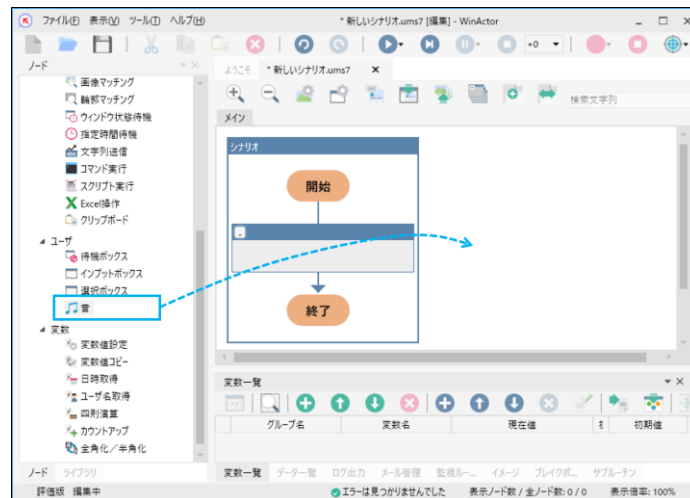 ファイル(F) 表示(V) ツール(T) ヘルプ(H)
* 新しいシナリオ.ums7 [編集] - WinActor
+0
ノード
ようこそ
* 新しいシナリオ.ums7
検索文字列
メイン
画像マッチング
輪郭マッチング
ウィンドウ状態待機
指定時間待機
文字列送信
コマンド実行
スクリプト実行
Excel操作
クリップボード
ユーザ
待機ボックス
インプットボックス
選択ボックス
音
変数
変数値設定
変数値コピー
日時取得
ユーザ名取得
四則演算
カウントアップ
全角化/半角化
シナリオ
開始
終了
変数一覧
グループ名 変数名 現在値 初期値
ノード ライブラリ
変数一覧 データ一覧 ログ出力 メール管理 監視ルー... イメージ ブレイクポ... サブルーチン
評価版 編集中
エラーは見つかりませんでした 表示ノード数 / 全ノード数: 0 / 0 表示倍率: 100%